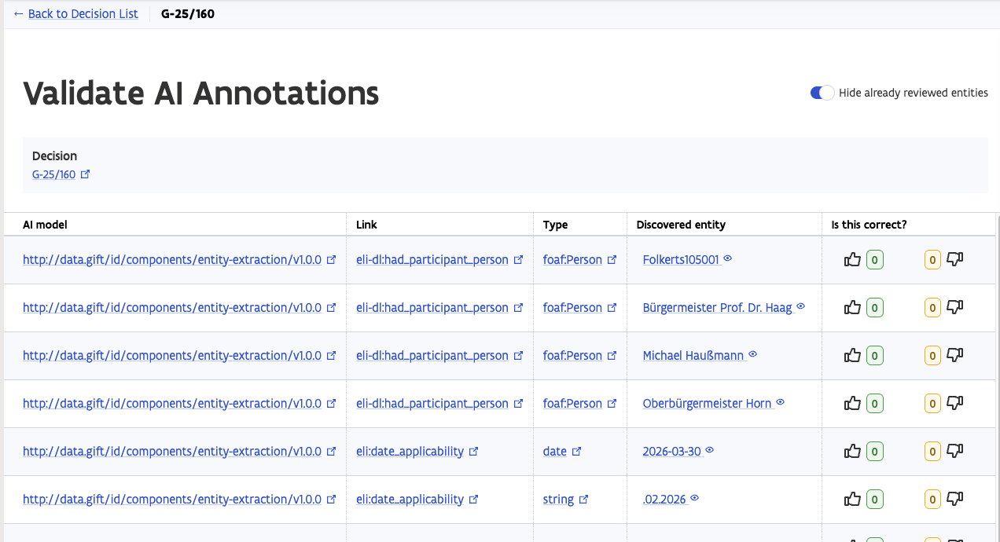 ← Back to Decision List G-25/160
Validate AI Annotations
Hide already reviewed entities
Decision
G-25/160
AI model Link Type Discovered entity Is this correct?
http://data.gift/id/components/entity-extraction/v1.0.0 eli-dl:had_participant_person foaf:Person Folkerts105001 0 0
http://data.gift/id/components/entity-extraction/v1.0.0 eli-dl:had_participant_person foaf:Person Bürgermeister Prof. Dr. Haag 0 0
http://data.gift/id/components/entity-extraction/v1.0.0 eli-dl:had_participant_person foaf:Person Michael Haußmann 0 0
http://data.gift/id/components/entity-extraction/v1.0.0 eli-dl:had_participant_person foaf:Person Oberbürgermeister Horn 0 0
http://data.gift/id/components/entity-extraction/v1.0.0 eli:date_applicability date 2026-03-30 0 0
http://data.gift/id/components/entity-extraction/v1.0.0 eli:date_applicability string .02.2026 0 0